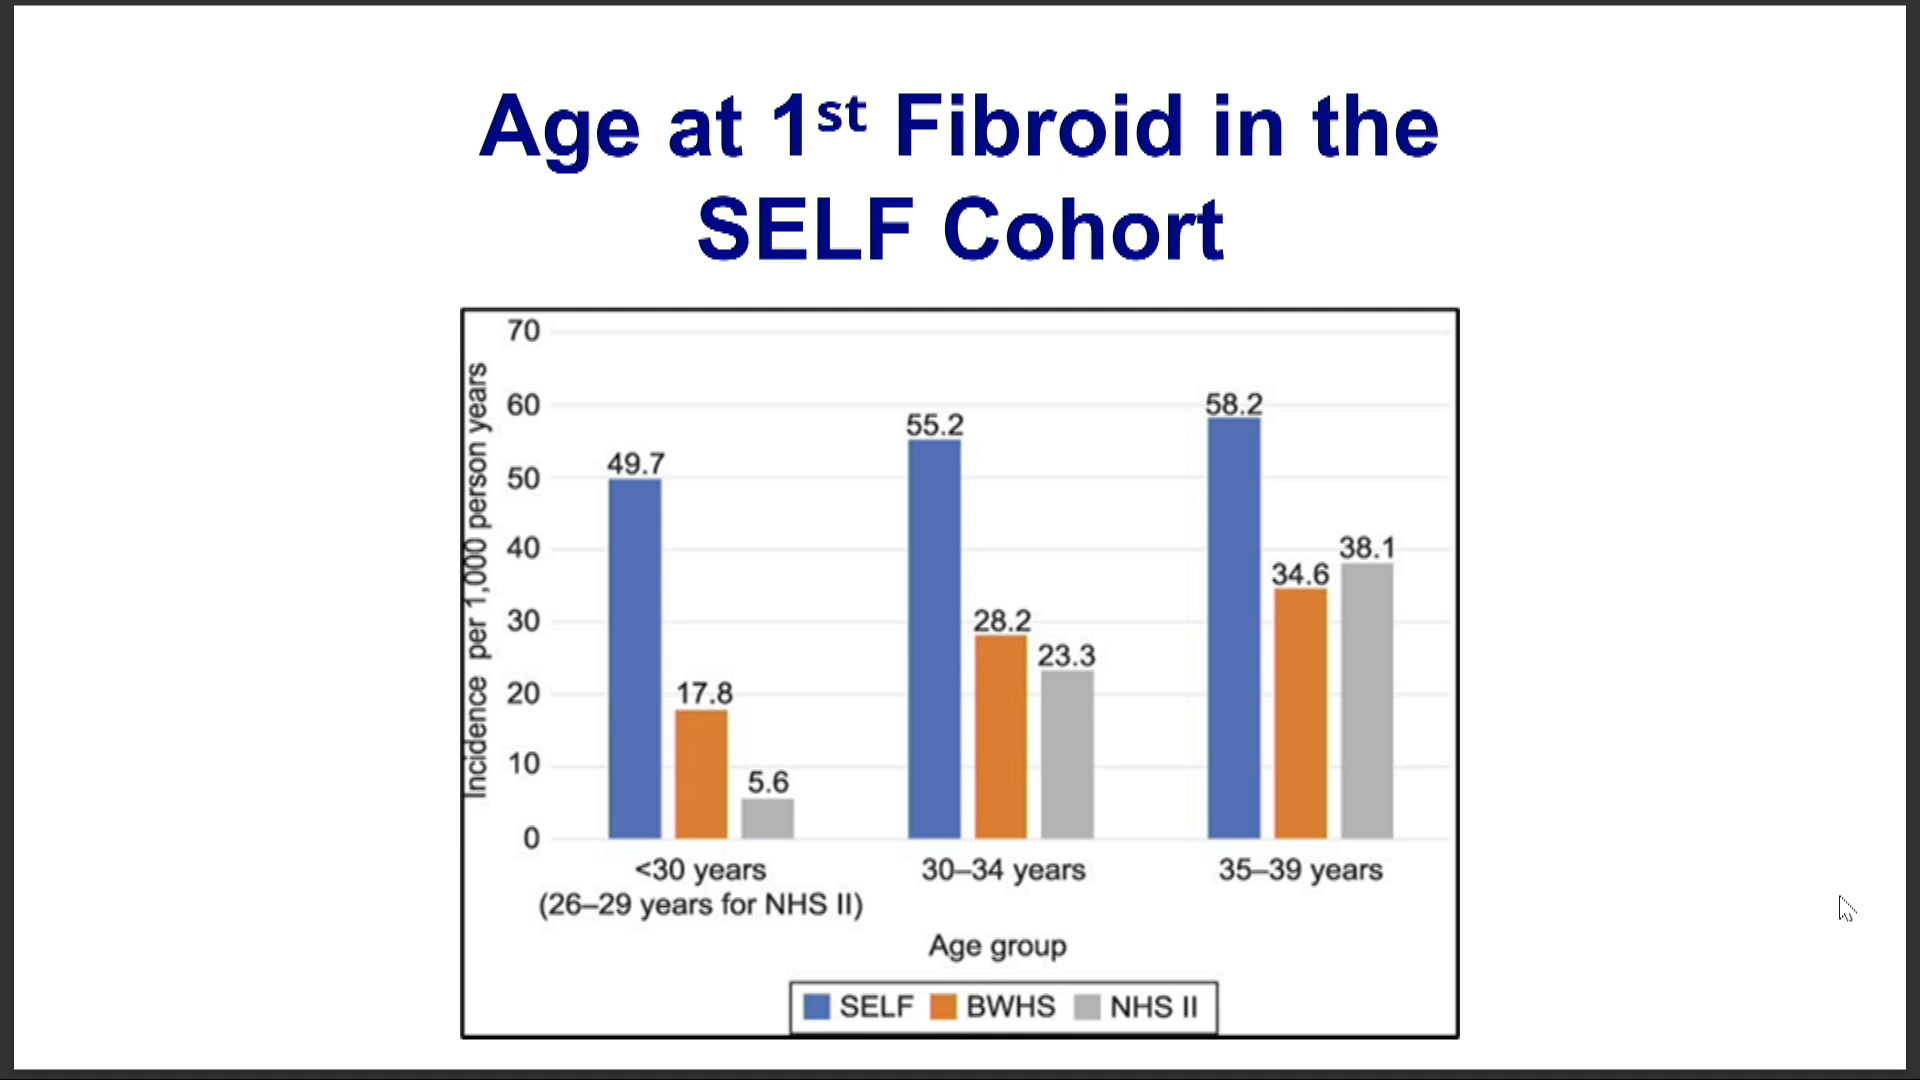 Age at 1st Fibroid in the
SELF Cohort
Incidence per 1,000 person years
70
60
50
40
30
20
10
0
49.7
17.8
5.6
55.2
28.2
23.3
58.2
34.6
38.1
<30 years
(26–29 years for NHS II)
30–34 years
35–39 years
Age group
SELF BWHS NHS II